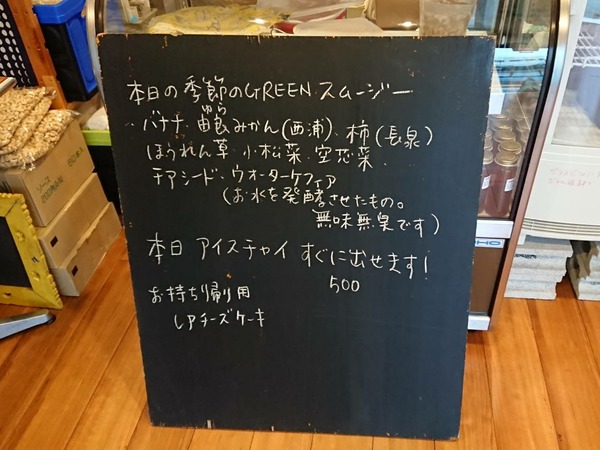 本日の季節のGREENスムージー
ゆら
・バナナ・由良みかん(西浦)・柿(長泉)
ほうれん草・小松菜・空芯菜・
チアシード・ウオーターケフィア
(お水を発酵させたもの。
無味無臭です)
本日 アイスチャイ すぐに出せます!
500
お持ち帰り用
レアチーズケーキ